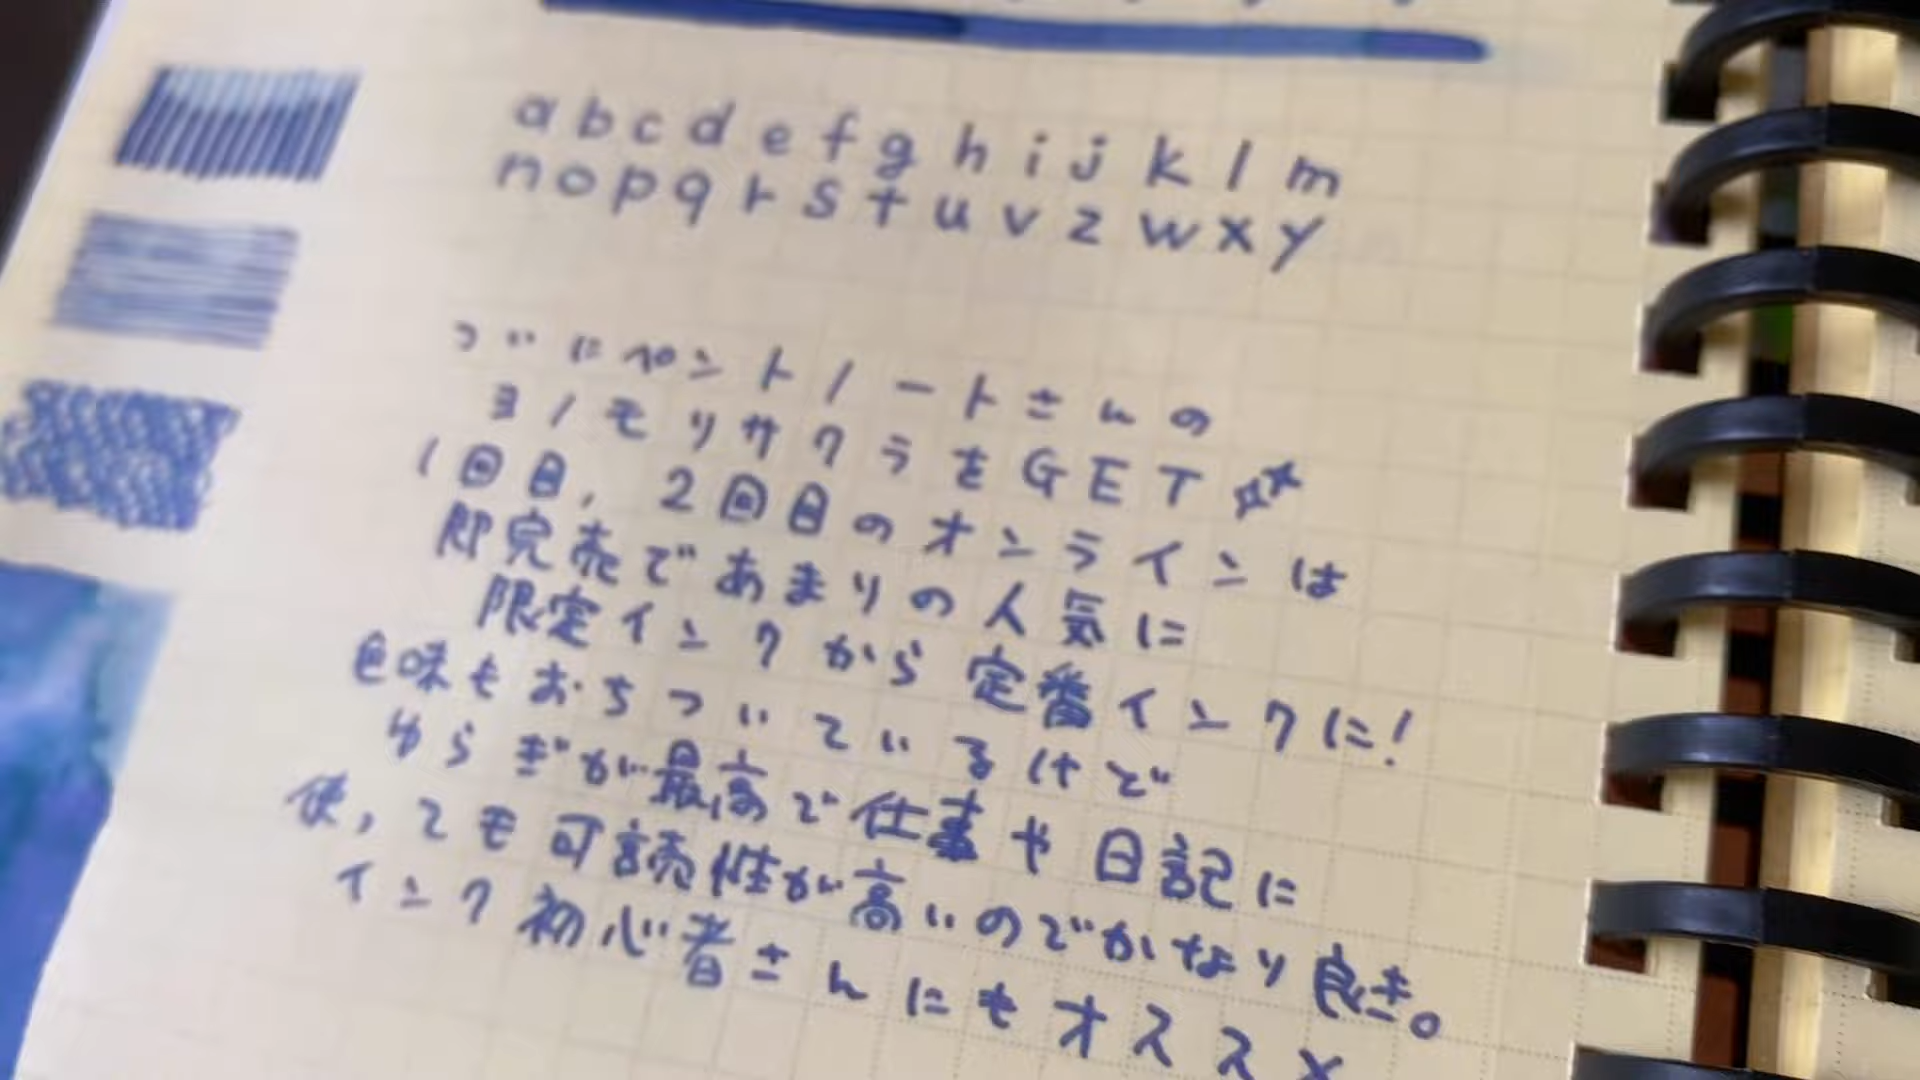 a b c d e f g h i j k l m
n o p q r s t u v z w x y
ついにペントノートさんの
ヨノモリサクラをGET
1回目, 2回目のオンラインは
即完売であまりの人気に
限定インクから定番インクに!
色味もおちついているけど
ゆらぎが最高で仕事や日記に
使っても可読性が高いのでかなり良き。
インク初心者さんにもオススメ